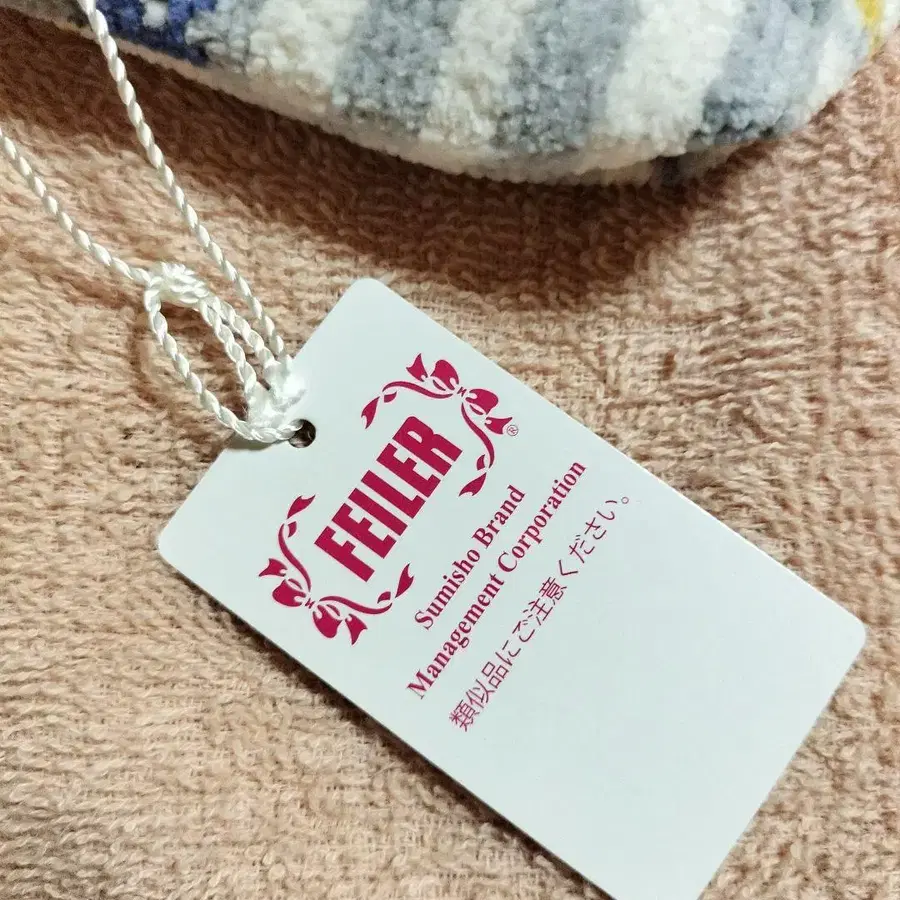 FEILER®
Sumisho Brand
Management Corporation
類似品にご注意ください。